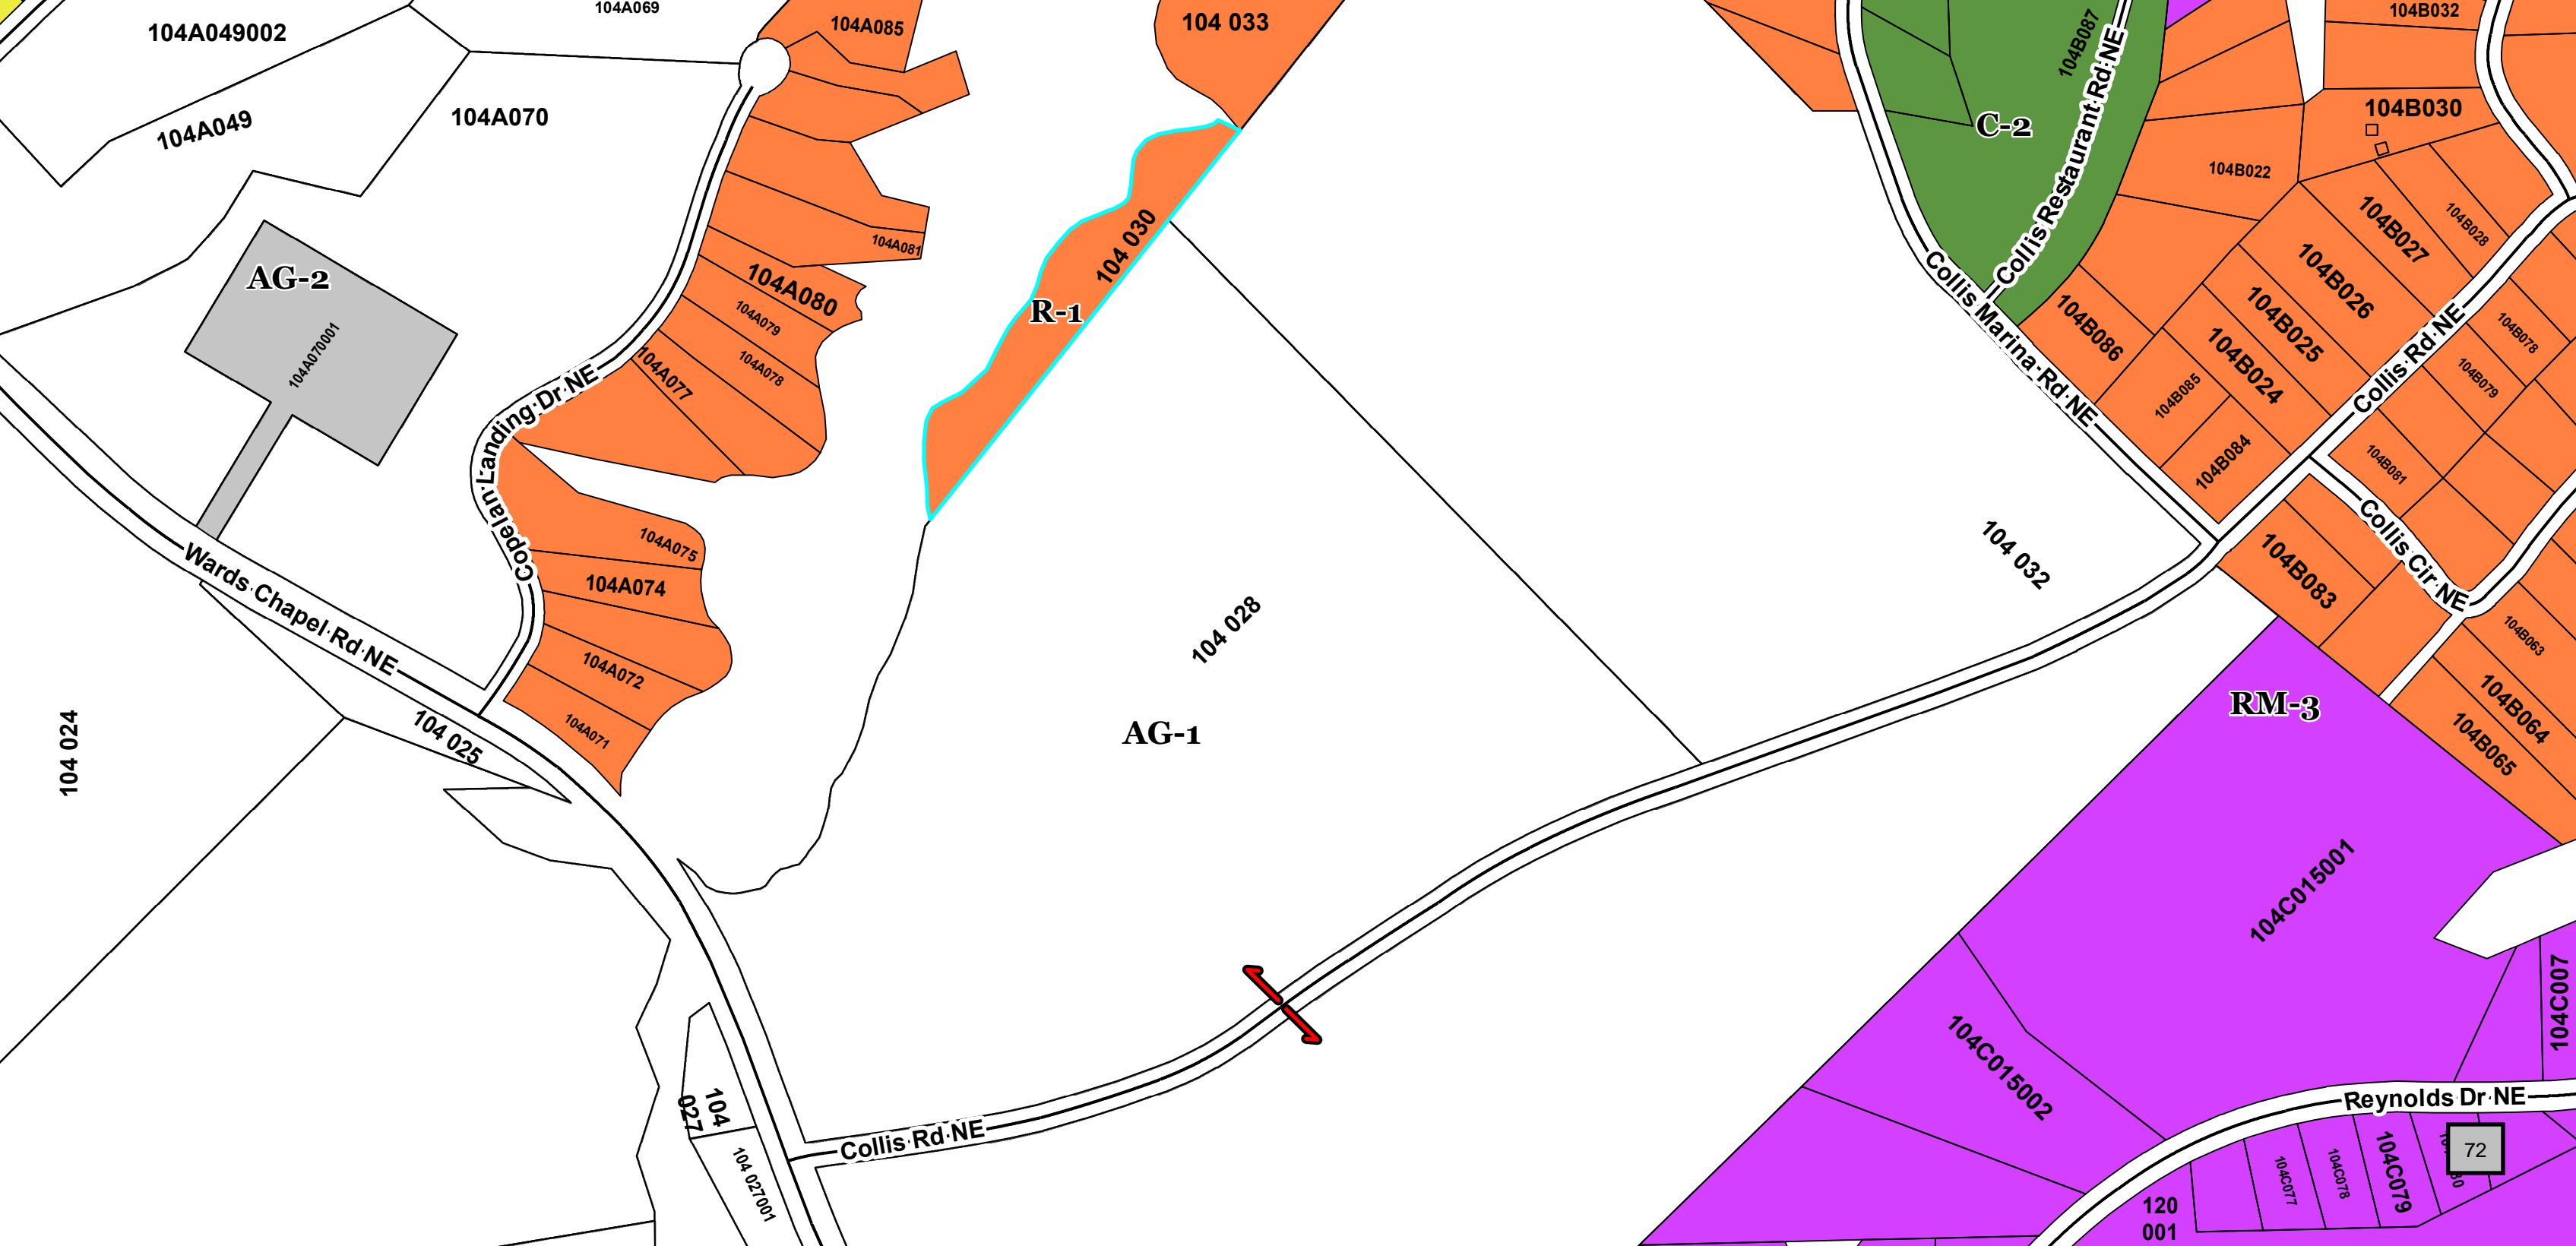 104A069
104A049002
104A085
104 033
104B032
104B087
104A049
104A070
104B030
C-2
Collis Restaurant Rd NE
104B022
104B027
104B028
104A081
104 030
AG-2
104A080
R-1
104B026
104B025
104B024
104B078
104B079
104A070001
104A079
104A078
104A077
Copelan Landing Dr NE
Collis Marina Rd NE
104B086
104B085
104B084
Collis Rd NE
104B081
Collis Cir NE
104A075
104A074
104A072
104A071
Wards Chapel Rd NE
104 025
104 024
104 028
AG-1
104 032
104B083
104B063
104B064
104B065
RM-3
104C015001
104C015002
104C007
104
027
104 027001
Collis Rd NE
Reynolds Dr NE
72
104C077
104C078
104C079
120
001